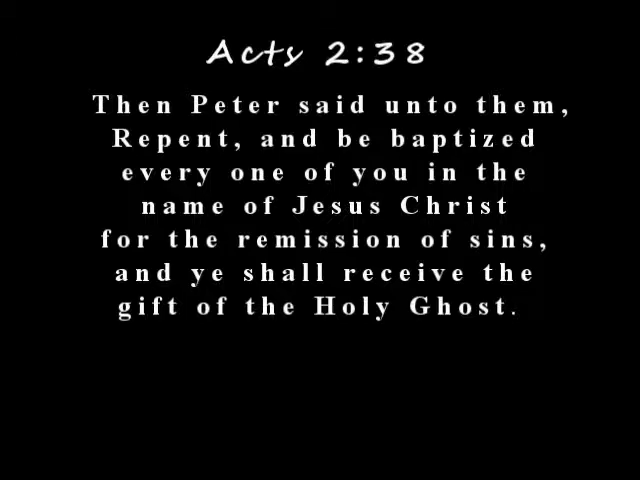 Acts 2:38
Then Peter said unto them,
Repent, and be baptized
every one of you in the
name of Jesus Christ
for the remission of sins,
and ye shall receive the
gift of the Holy Ghost.